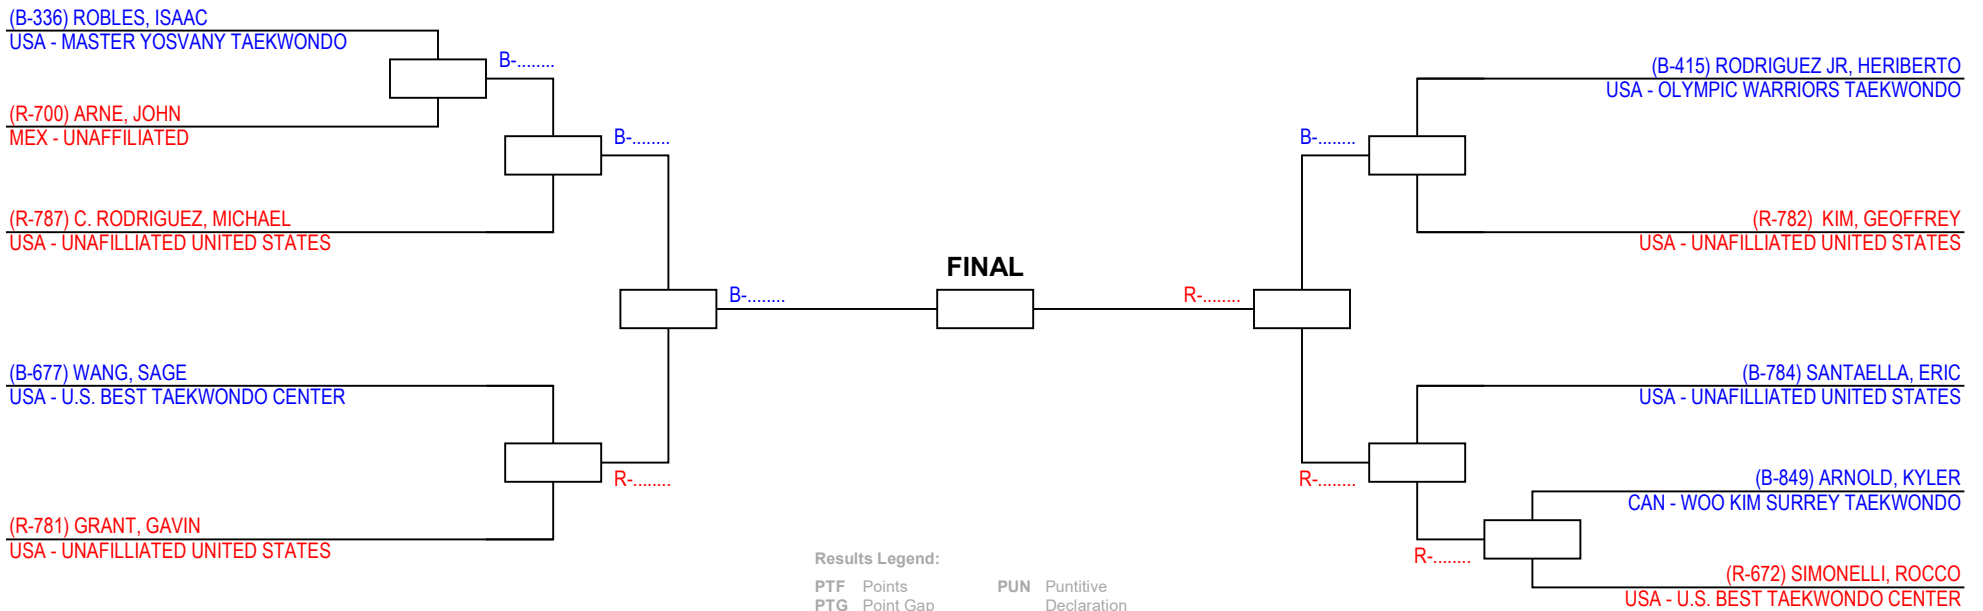 (B-336) ROBLES, ISAAC
USA - MASTER YOSVANY TAEKWONDO
B-........
(R-700) ARNE, JOHN
MEX - UNAFFILIATED
B-........
(R-787) C. RODRIGUEZ, MICHAEL
USA - UNAFILLIATED UNITED STATES
B-........
(B-677) WANG, SAGE
USA - U.S. BEST TAEKWONDO CENTER
R-........
(R-781) GRANT, GAVIN
USA - UNAFILLIATED UNITED STATES
FINAL
(B-415) RODRIGUEZ JR, HERIBERTO
USA - OLYMPIC WARRIORS TAEKWONDO
B-........
(R-782) KIM, GEOFFREY
USA - UNAFILLIATED UNITED STATES
R-........
(B-784) SANTAELLA, ERIC
USA - UNAFILLIATED UNITED STATES
R-........
(B-849) ARNOLD, KYLER
CAN - WOO KIM SURREY TAEKWONDO
R-........
(R-672) SIMONELLI, ROCCO
USA - U.S. BEST TAEKWONDO CENTER
Results Legend:
PTF Points PUN Puntitive
PTG Point Gap Declaration